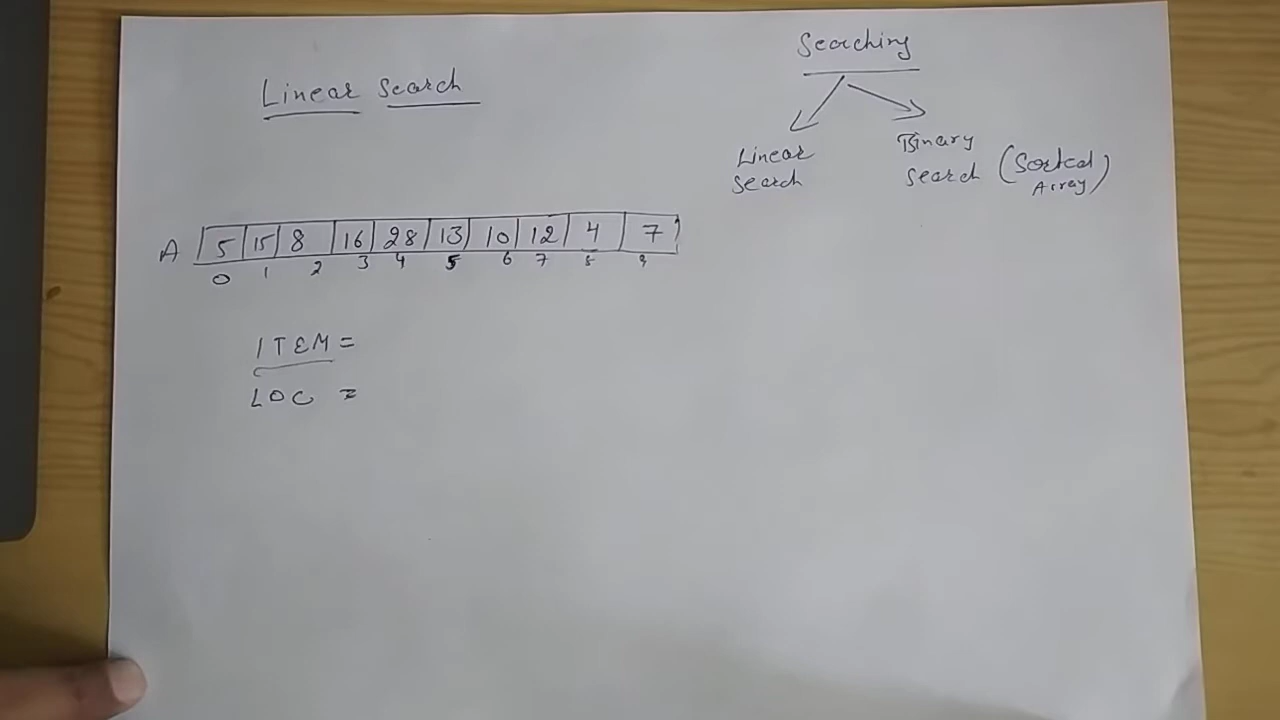 Searching
Linear Search
Linear Search
Binary Search (Sorted Array)
A 5 15 8 16 28 13 10 12 4 7
0 1 2 3 4 5 6 7 8 9
ITEM =
LOC =